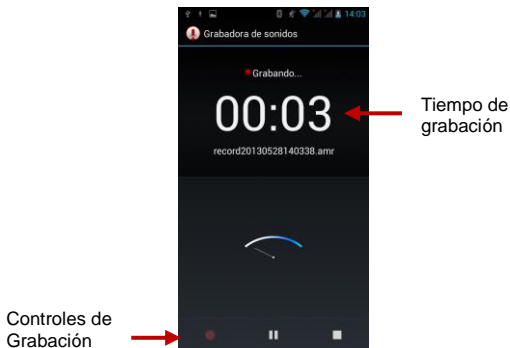 14:03
Grabadora de sonidos
Grabando...
00:03
Tiempo de
grabación
record20130528140338.amr
Controles de
Grabación